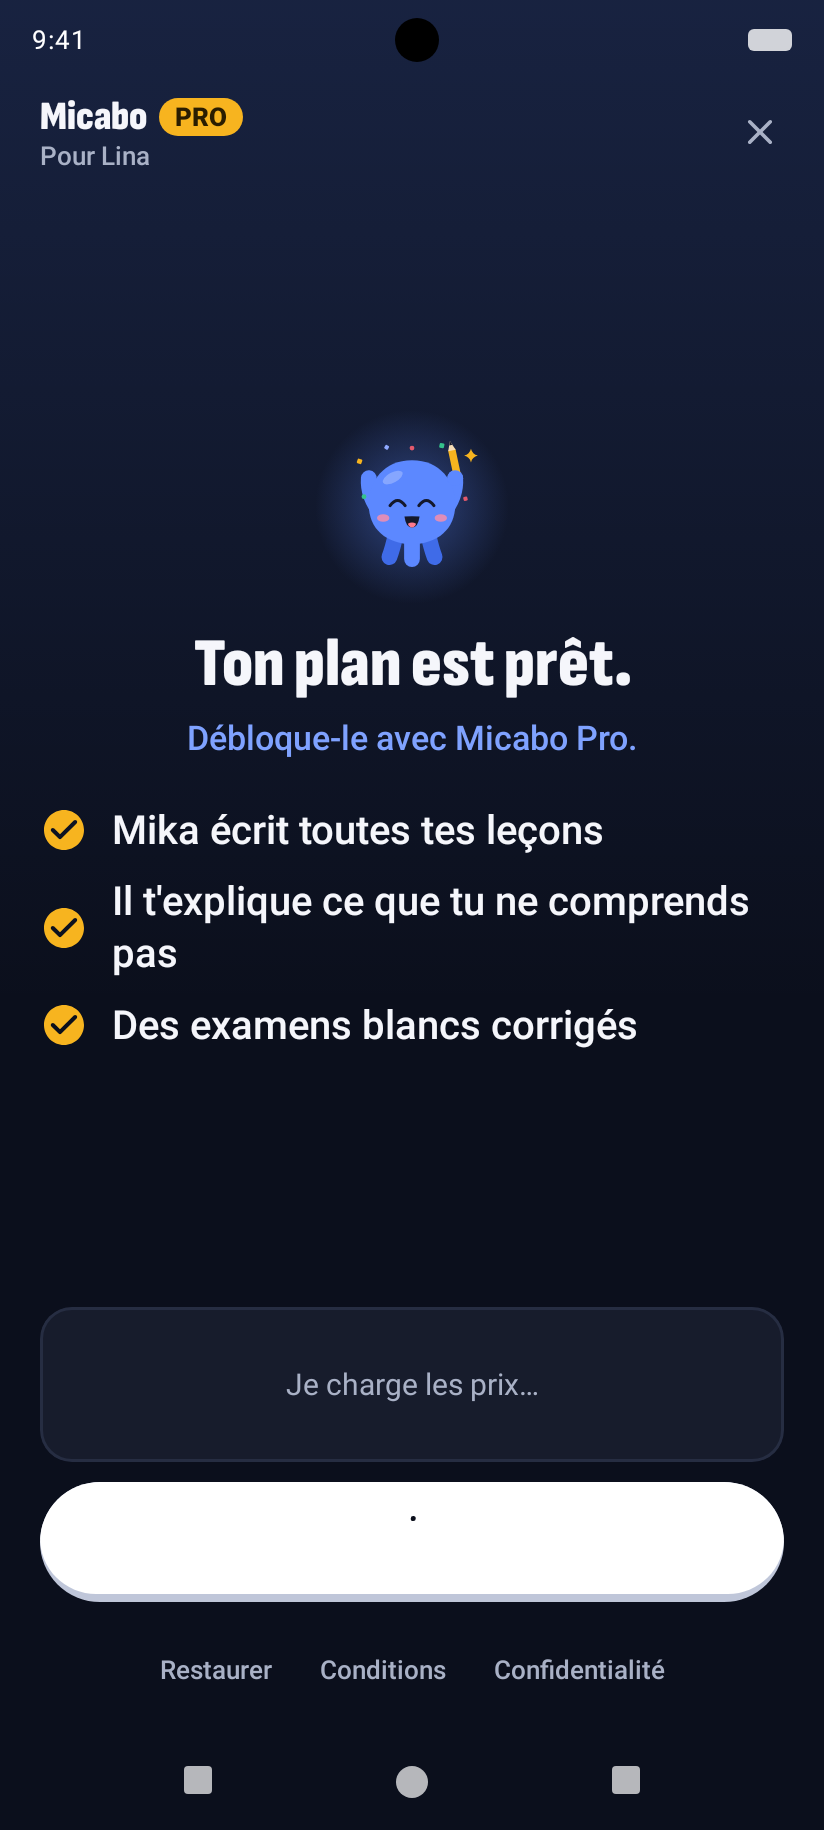 9:41
Micabo PRO
Pour Lina
Ton plan est prêt.
Débloque-le avec Micabo Pro.
Mika écrit toutes tes leçons
Il t'explique ce que tu ne comprends
pas
Des examens blancs corrigés
Je charge les prix…
Restaurer Conditions Confidentialité